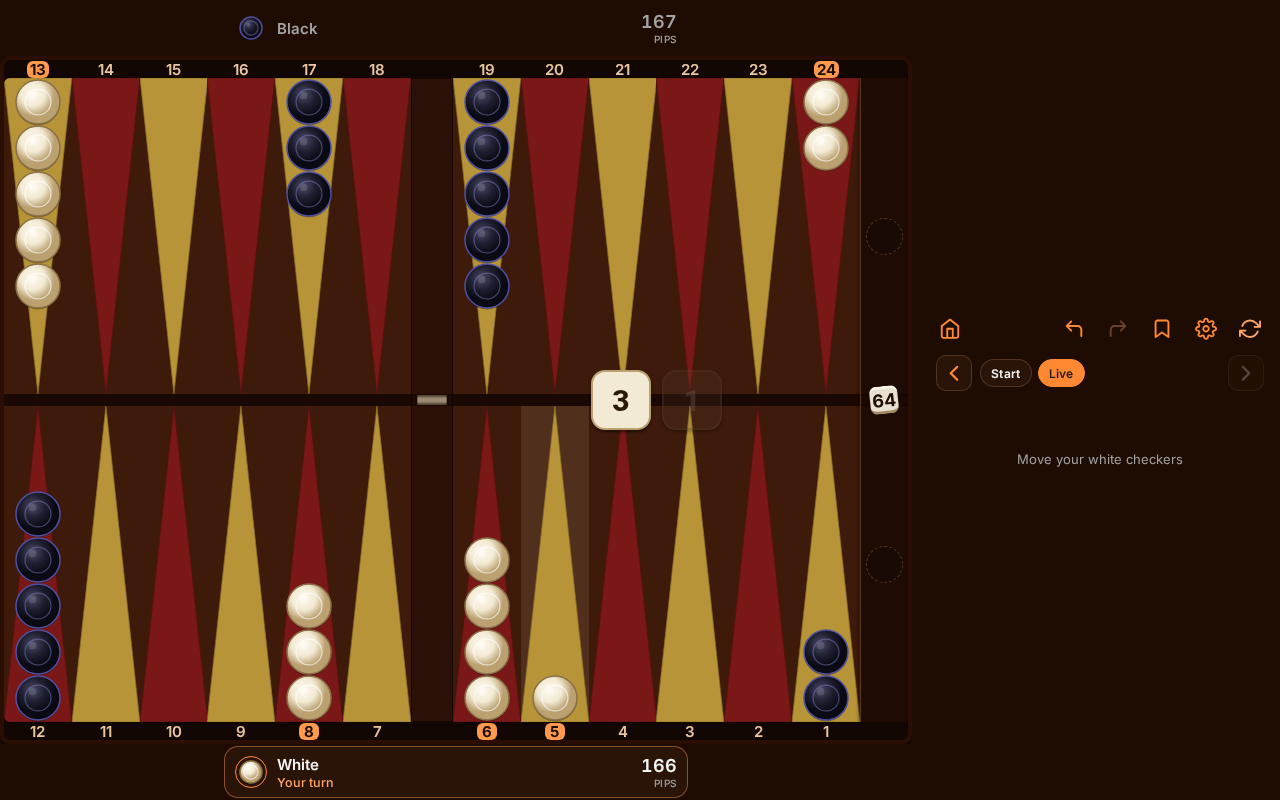 Black
167
PIPS
13 14 15 16 17 18 19 20 21 22 23 24
3 1
64
Start Live
Move your white checkers
12 11 10 9 8 7 6 5 4 3 2 1
White
Your turn
166
PIPS